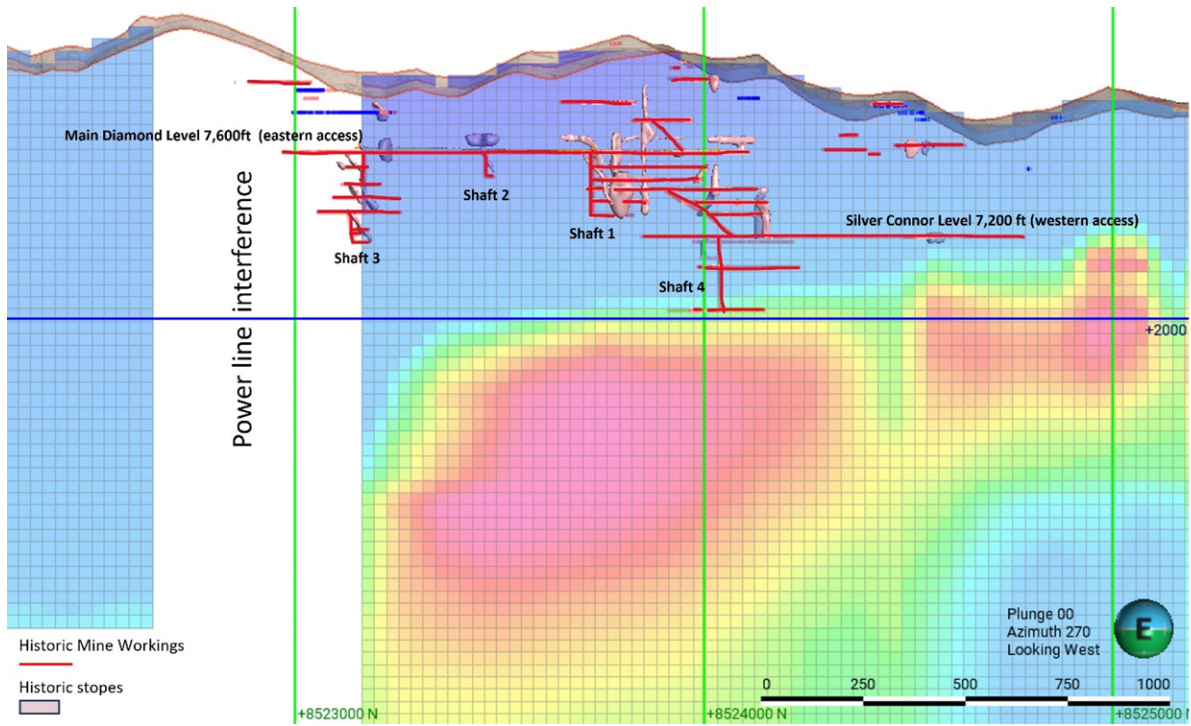 Main Diamond Level 7,600ft (eastern access)
Shaft 2
Shaft 1
Silver Connor Level 7,200 ft (western access)
Shaft 3
Shaft 4
Power line interference
+2000
Plunge 00
Azimuth 270
Looking West
E
Historic Mine Workings
Historic stopes
0 250 500 750 1000
+8523000 N
+8524000 N
+8525000 N